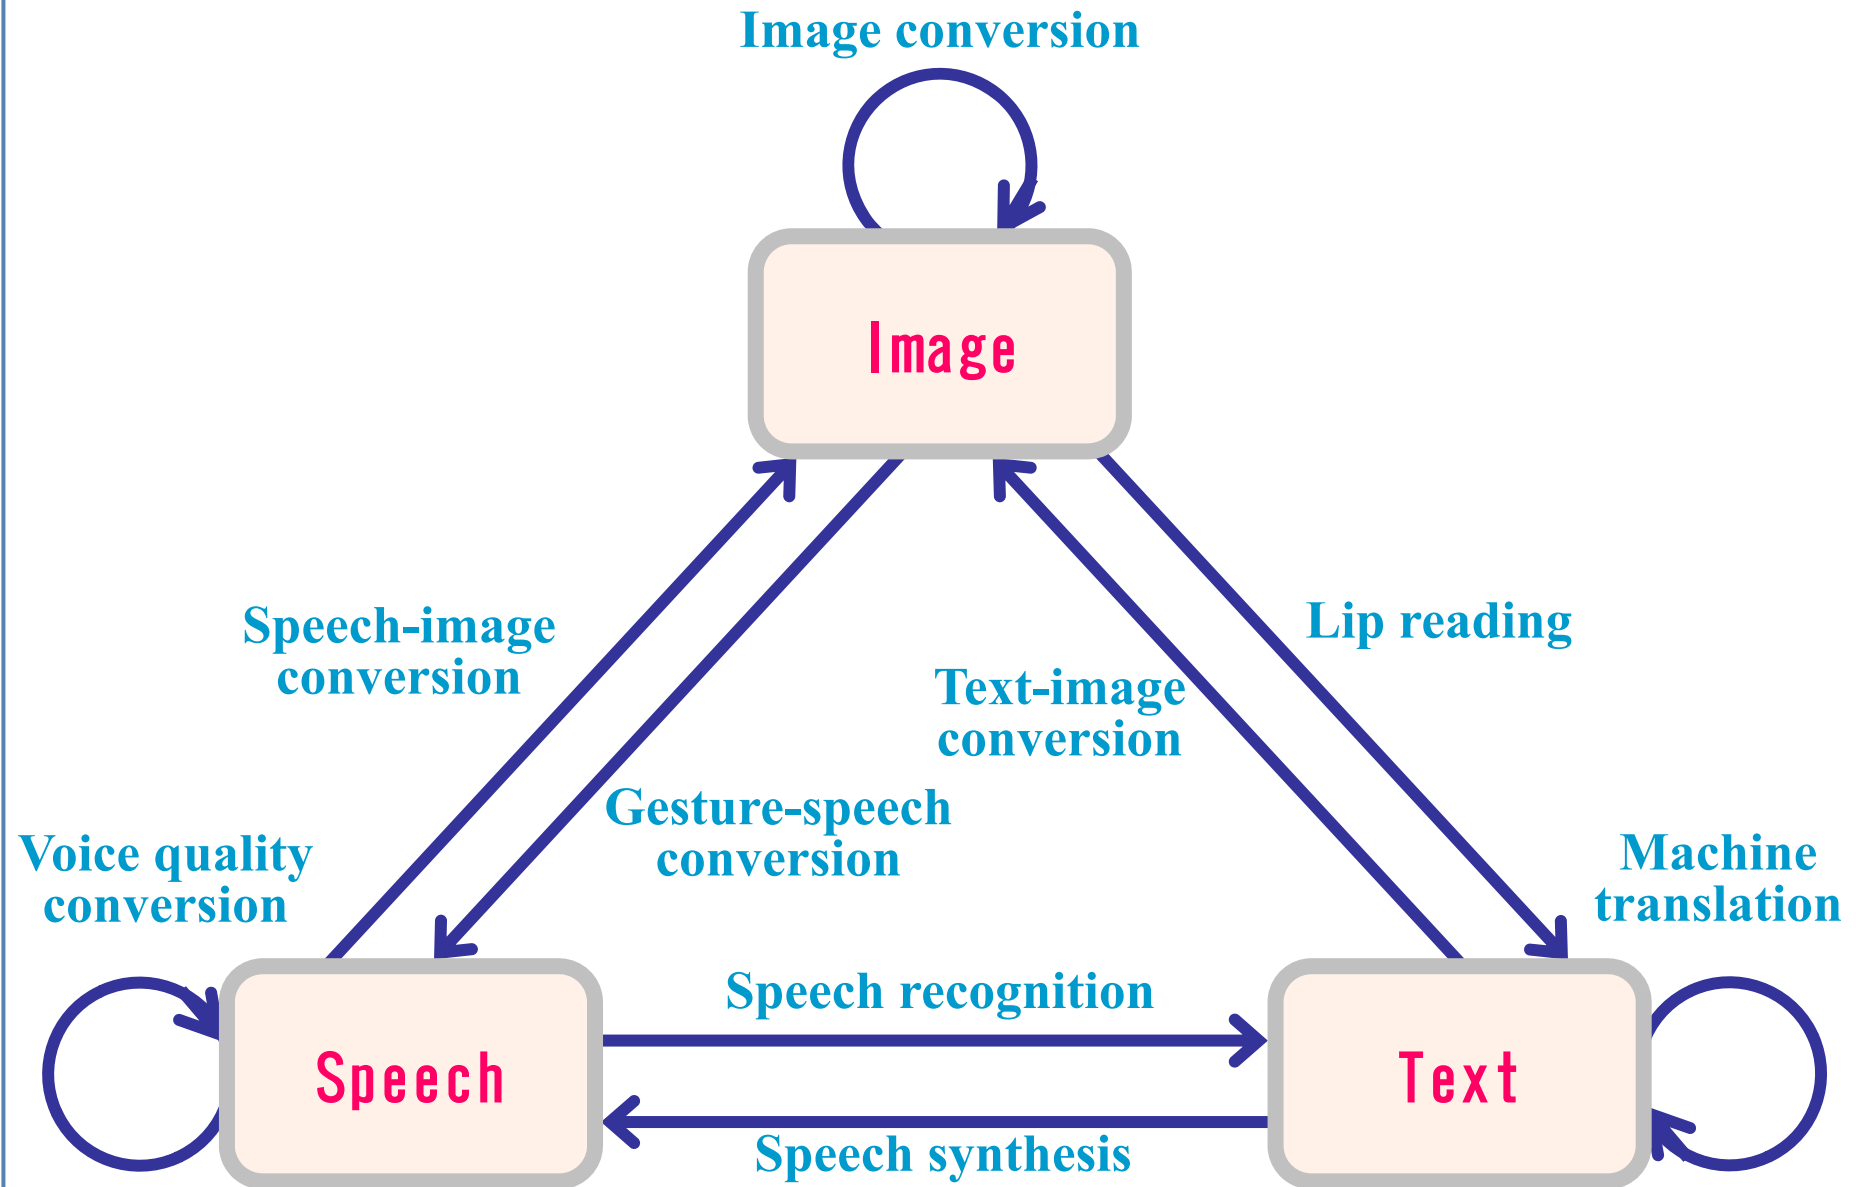 Image conversion
Image
Speech-image
conversion
Lip reading
Text-image
conversion
Gesture-speech
conversion
Voice quality
conversion
Machine
translation
Speech recognition
Speech
Text
Speech synthesis